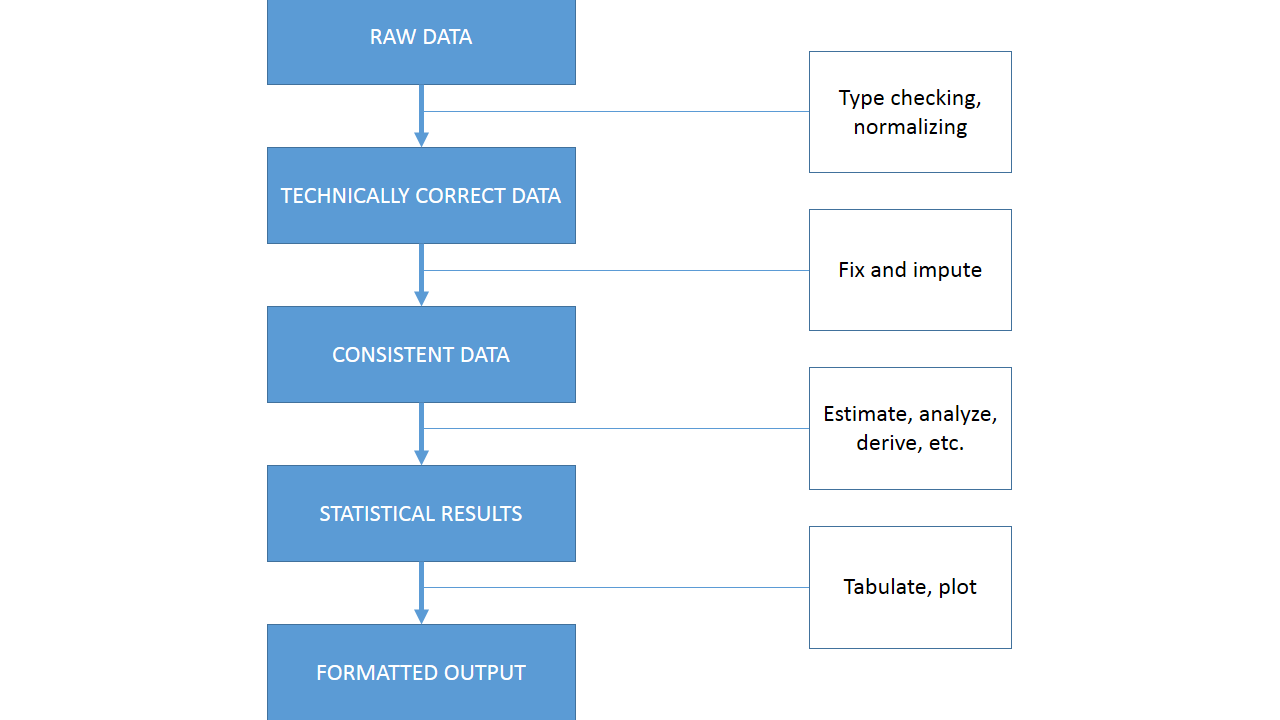 RAW DATA
Type checking,
normalizing
TECHNICALLY CORRECT DATA
Fix and impute
CONSISTENT DATA
Estimate, analyze,
derive, etc.
STATISTICAL RESULTS
Tabulate, plot
FORMATTED OUTPUT